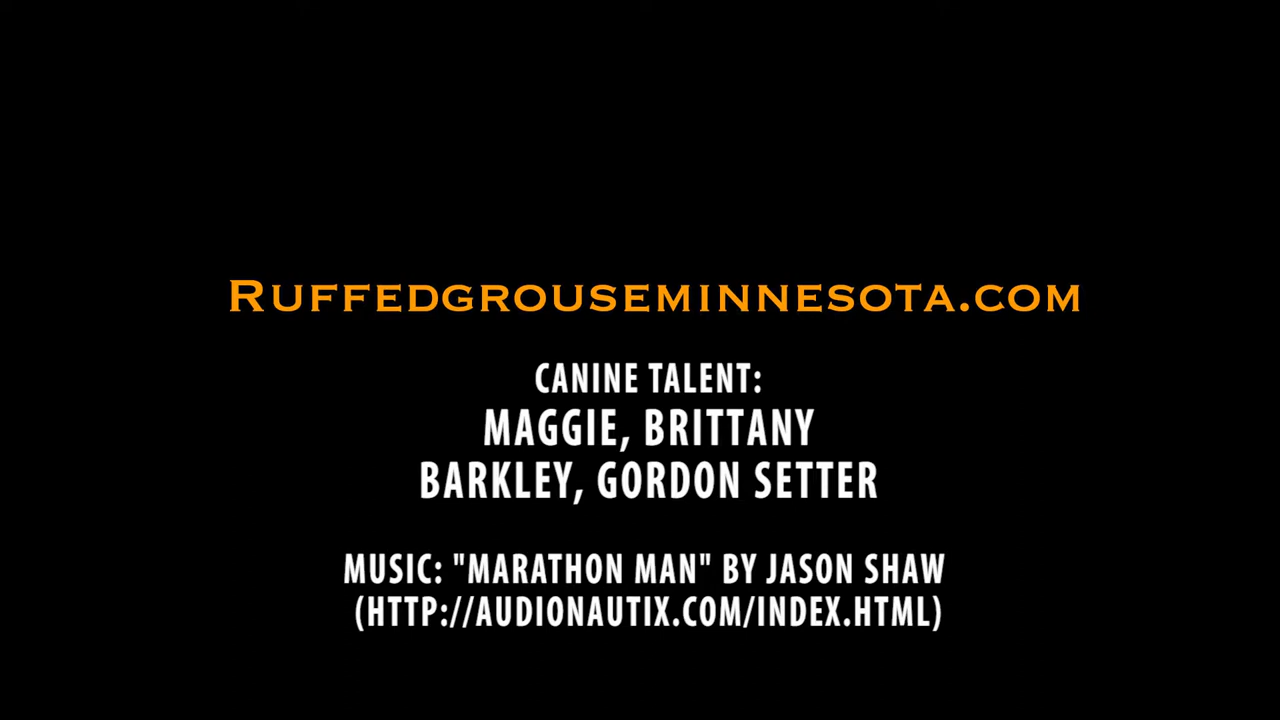 RUFFEDGROUSEMINNESOTA.COM
CANINE TALENT:
MAGGIE, BRITTANY
BARKLEY, GORDON SETTER
MUSIC: "MARATHON MAN" BY JASON SHAW
(HTTP://AUDIONAUTIX.COM/INDEX.HTML)